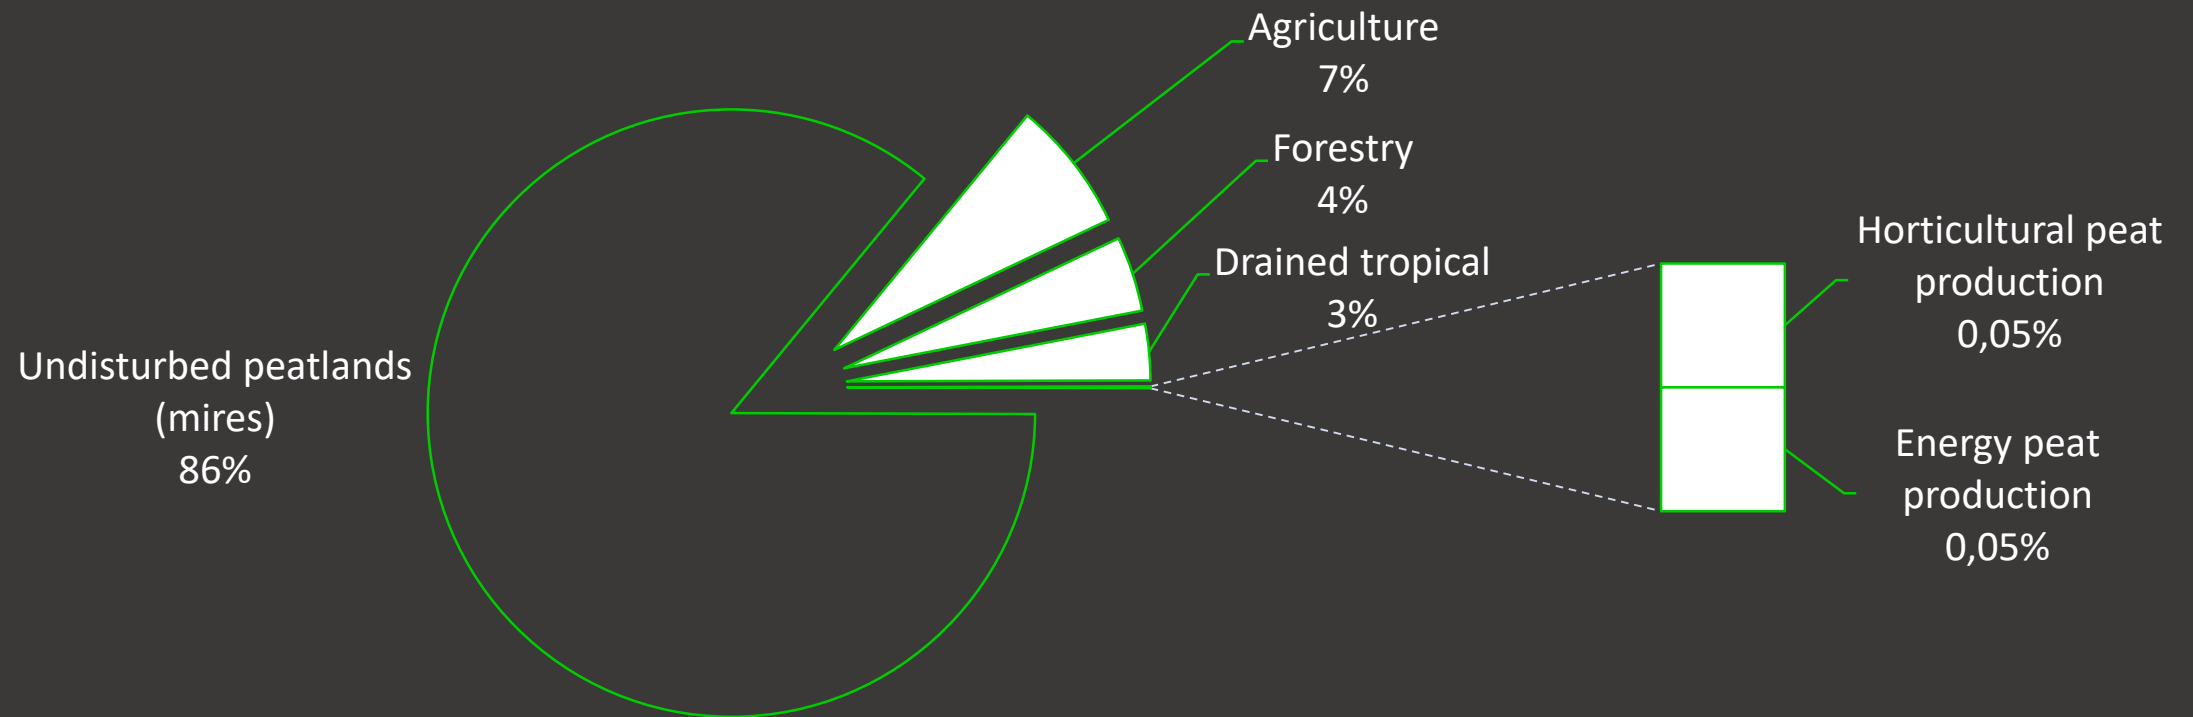 Agriculture
7%
Forestry
4%
Drained tropical
3%
Horticultural peat
production
0,05%
Undisturbed peatlands
(mires)
86%
Energy peat
production
0,05%